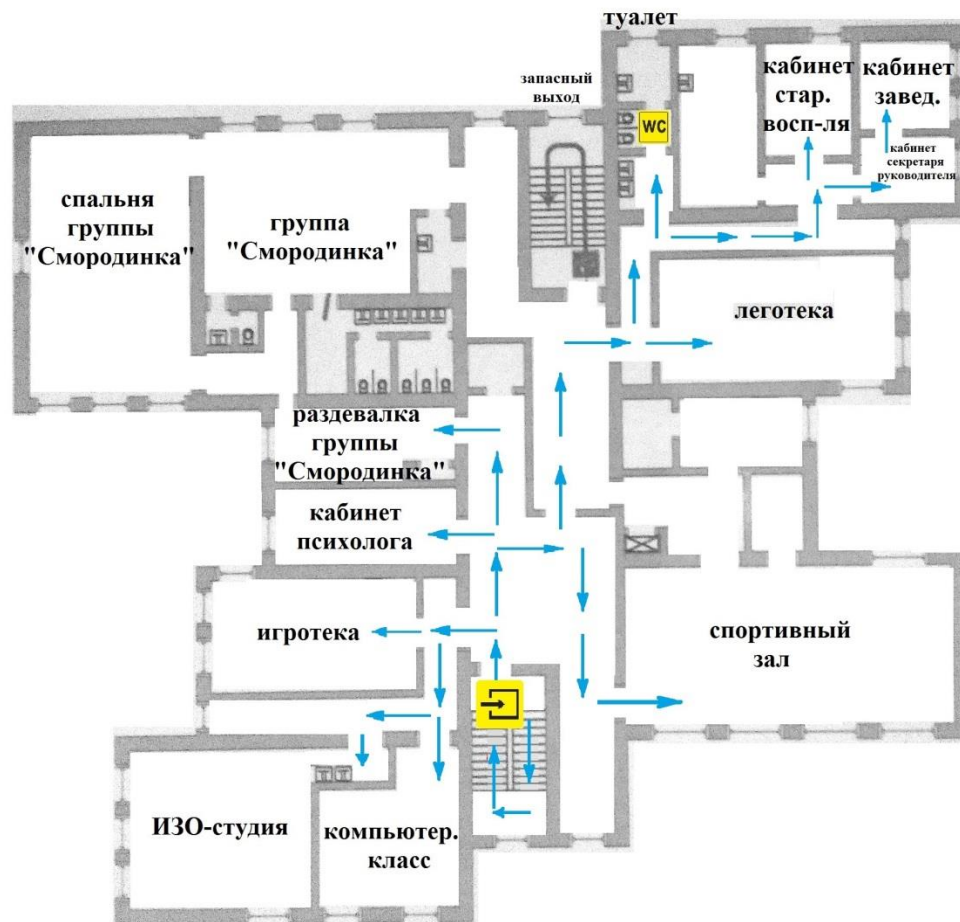 туалет
запасный
выход
WC
кабинет
стар.
восп-ля
кабинет
завед.
кабинет
секретаря
руководителя
спальня
группы
"Смородинка"
группа
"Смородинка"
леготека
раздевалка
группы
"Смородинка"
кабинет
психолога
игротека
спортивный
зал
ИЗО-студия
компьютер.
класс